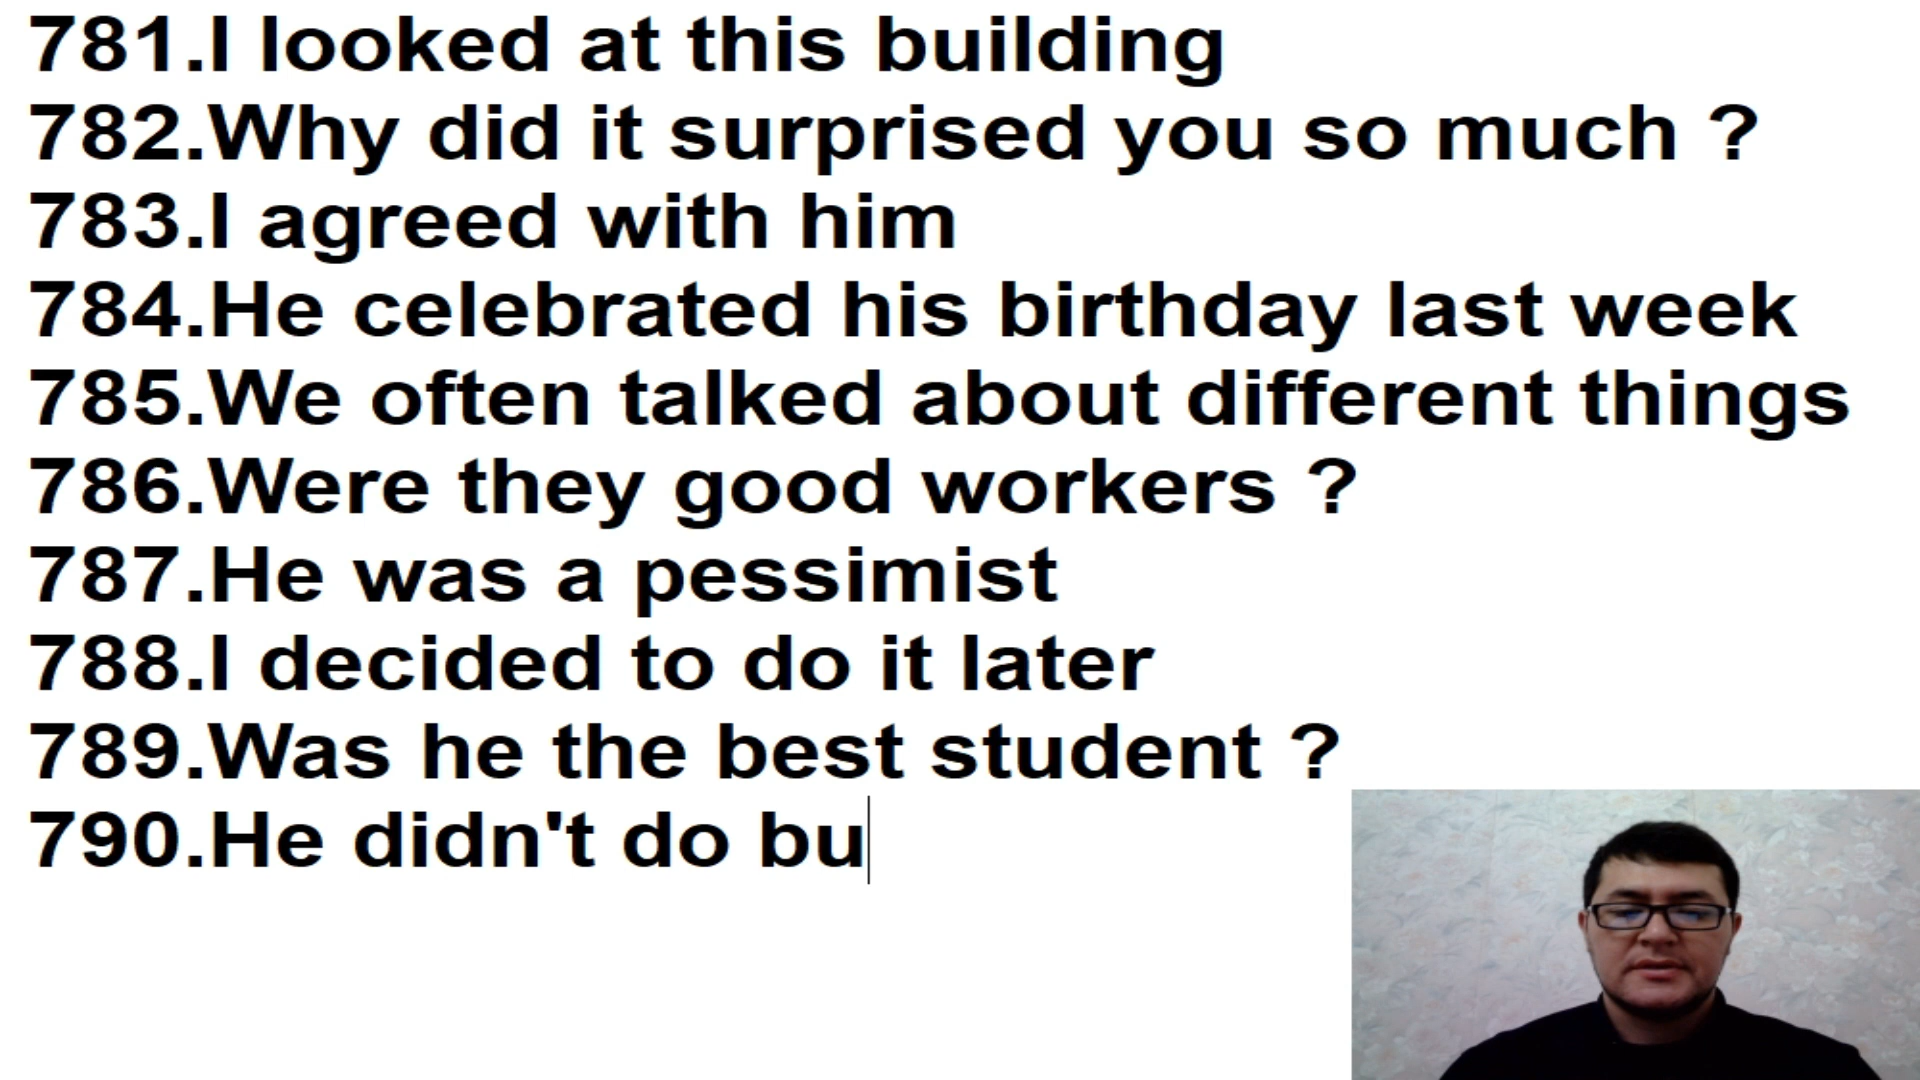 781.I looked at this building
782.Why did it surprised you so much ?
783.I agreed with him
784.He celebrated his birthday last week
785.We often talked about different things
786.Were they good workers ?
787.He was a pessimist
788.I decided to do it later
789.Was he the best student ?
790.He didn't do bu